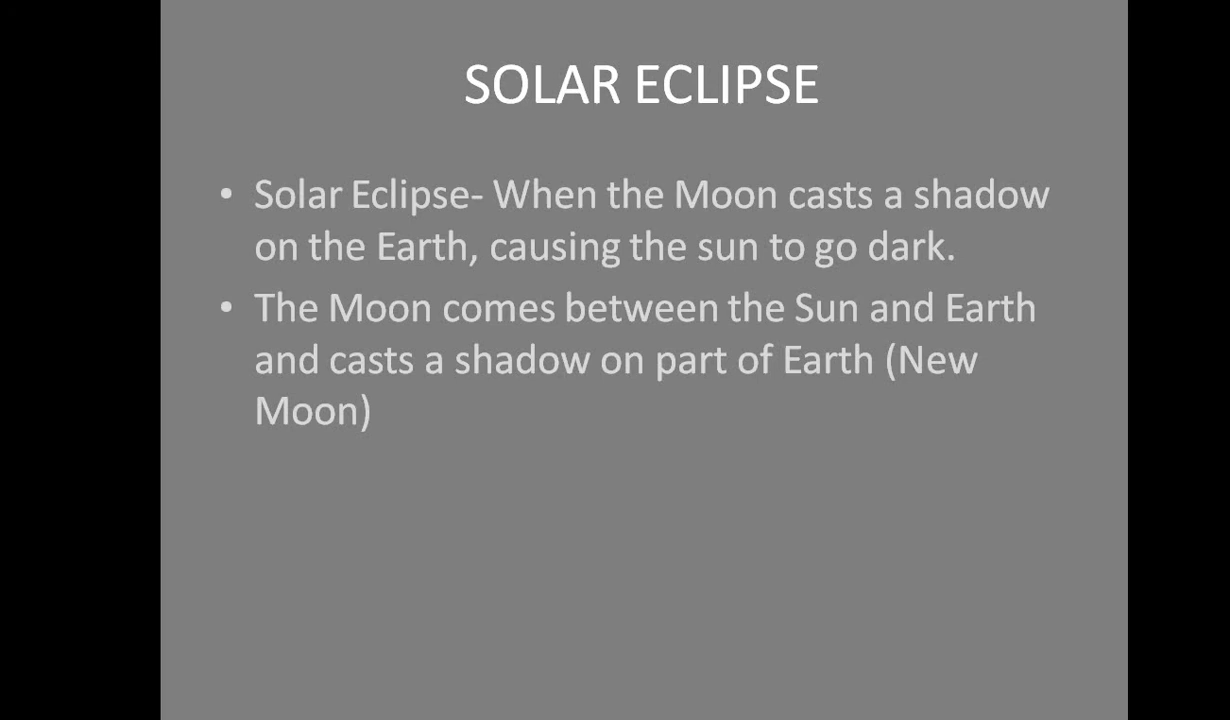 SOLAR ECLIPSE
• Solar Eclipse- When the Moon casts a shadow
on the Earth, causing the sun to go dark.
• The Moon comes between the Sun and Earth
and casts a shadow on part of Earth (New
Moon)